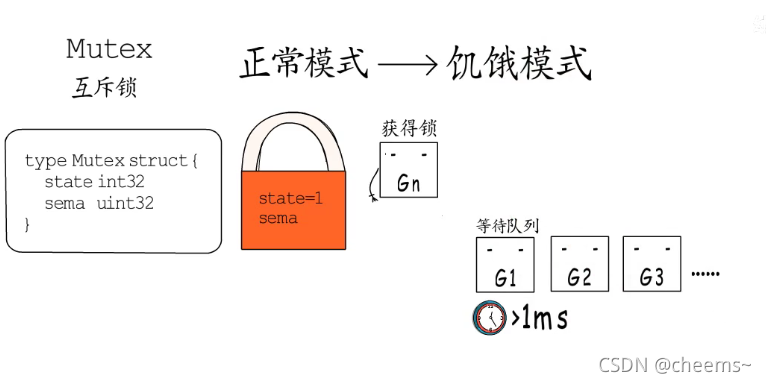 Mutex
互斥锁
正常模式 → 饥饿模式
type Mutex struct{
state int32
sema uint32
}
state=1
sema
获得锁
Gn
等待队列
G1 G2 G3 ......
>1ms
CSDN @cheems~